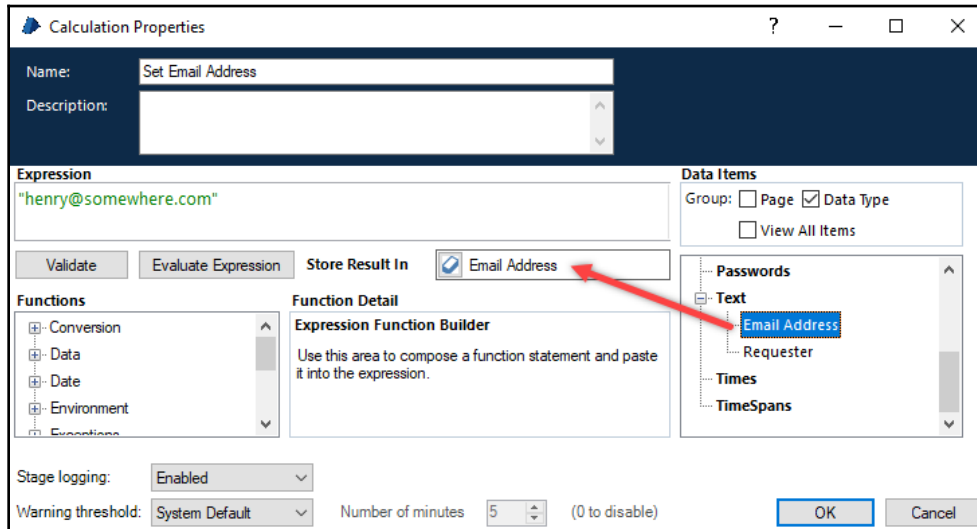 Calculation Properties
?
Name: Set Email Address
Description:
Expression
"henry@somewhere.com"
Data Items
Group: Page Data Type
View All Items
Validate Evaluate Expression Store Result In Email Address
Passwords
Text
Email Address
Requester
Times
TimeSpans
Functions
Conversion
Data
Date
Environment
Exceptions
Function Detail
Expression Function Builder
Use this area to compose a function statement and paste
it into the expression.
Stage logging: Enabled
Warning threshold: System Default Number of minutes 5 (0 to disable)
OK Cancel